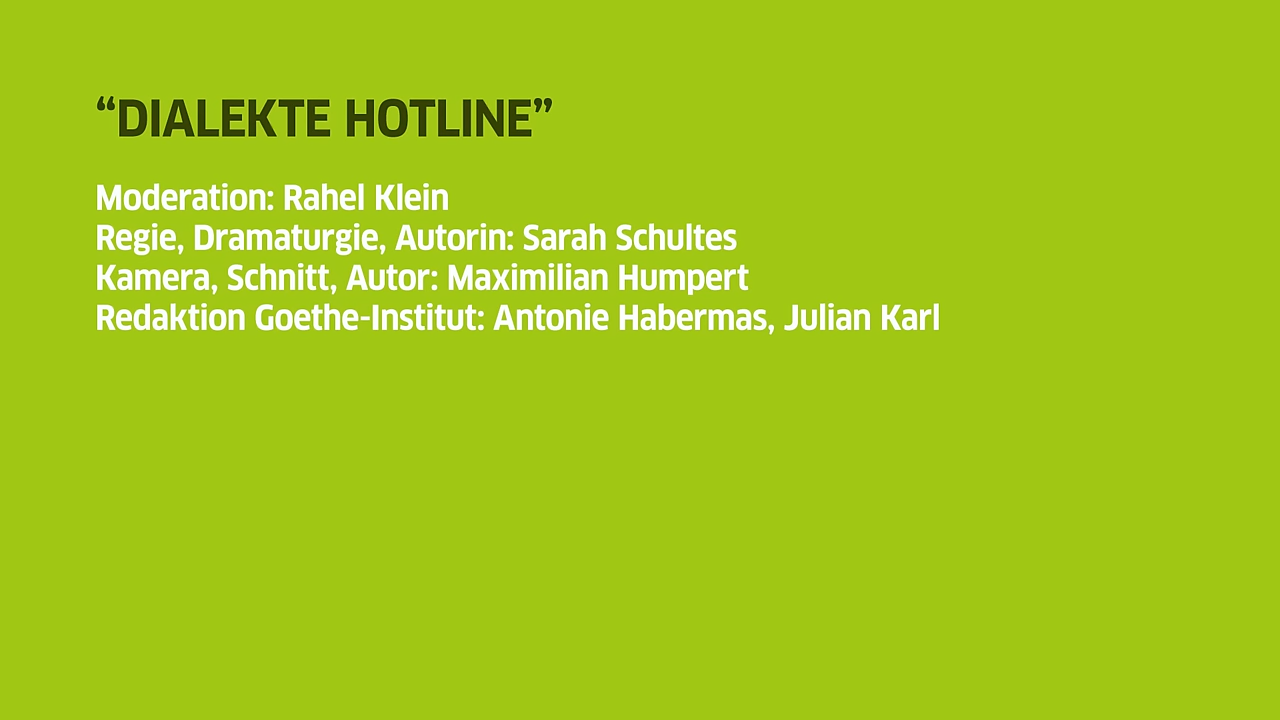 “DIALEKTE HOTLINE”
Moderation: Rahel Klein
Regie, Dramaturgie, Autorin: Sarah Schultes
Kamera, Schnitt, Autor: Maximilian Humpert
Redaktion Goethe-Institut: Antonie Habermas, Julian Karl